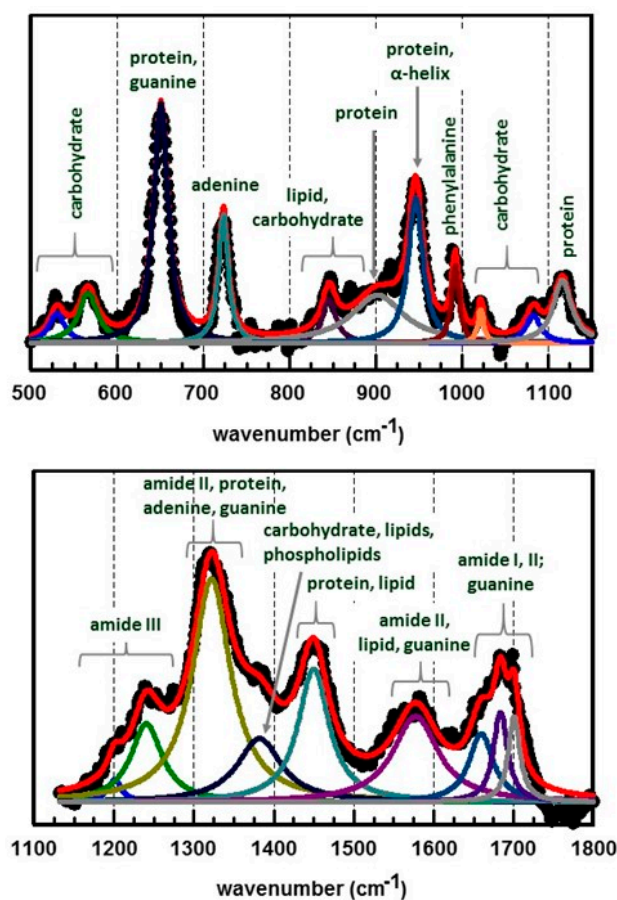 protein,
guanine
protein,
α-helix
protein
carbohydrate
adenine
lipid,
carbohydrate
phenylalanine
carbohydrate
protein
500 600 700 800 900 1000 1100
wavenumber (cm-1)
amide II, protein,
adenine, guanine
carbohydrate, lipids,
phospholipids
protein, lipid
amide I, II;
guanine
amide III
amide II,
lipid, guanine
1100 1200 1300 1400 1500 1600 1700 1800
wavenumber (cm-1)